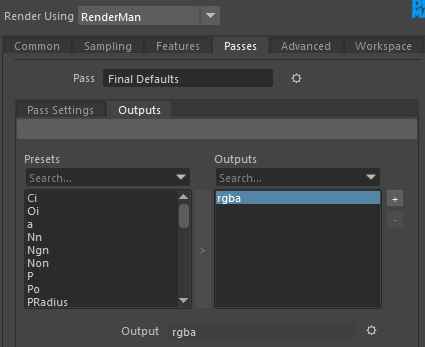 Render Using RenderMan
Common Sampling Features Passes Advanced Workspace
Pass Final Defaults
Pass Settings Outputs
Presets Outputs
Search... Search...
Ci rgba
Oi
a
Nn
Ngn
Non
P
Po
PRadius
Output rgba